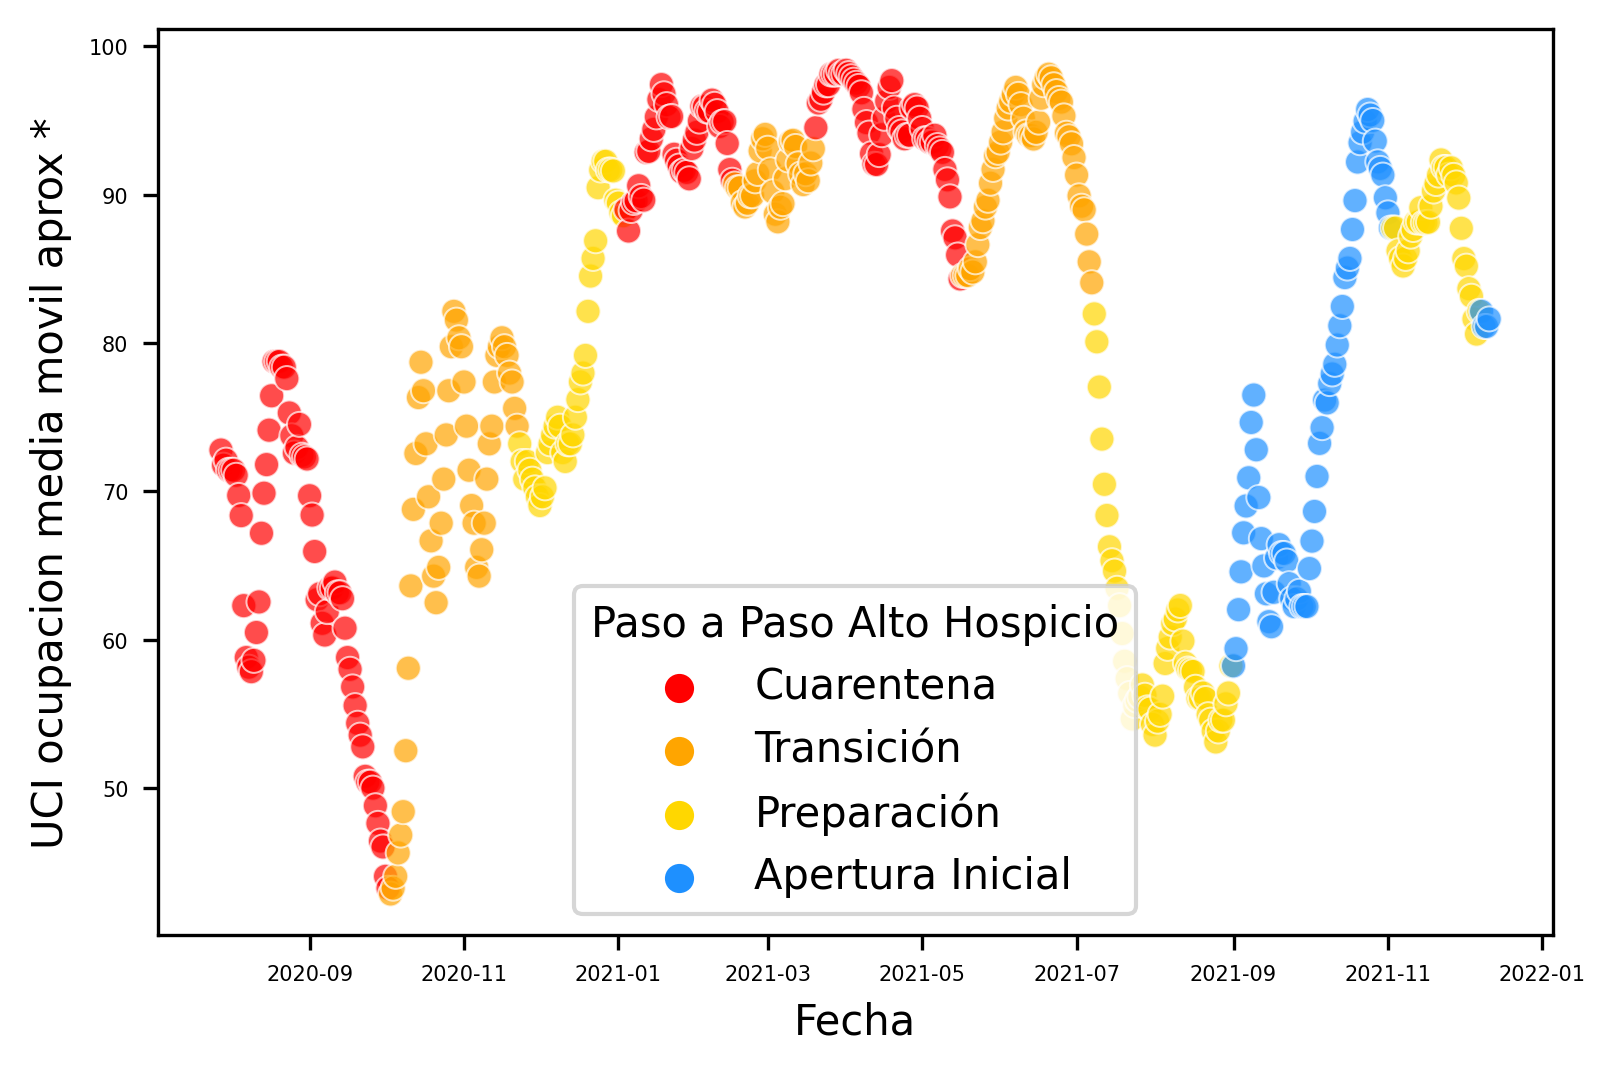 UCI ocupacion media movil aprox *
100
90
80
70
60
50
Paso a Paso Alto Hospicio
Cuarentena
Transición
Preparación
Apertura Inicial
2020-09 2020-11 2021-01 2021-03 2021-05 2021-07 2021-09 2021-11 2022-01
Fecha